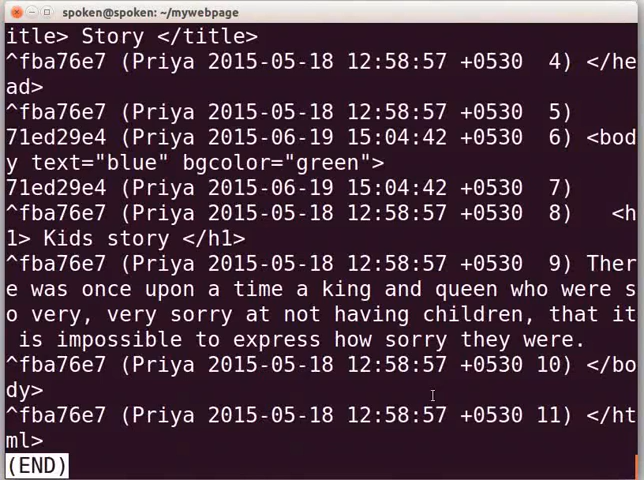 spoken@spoken: ~/mywebpage
itle> Story </title>
^fba76e7 (Priya 2015-05-18 12:58:57 +0530  4) </he
ad>
^fba76e7 (Priya 2015-05-18 12:58:57 +0530  5)
71ed29e4 (Priya 2015-06-19 15:04:42 +0530  6) <bod
y text="blue" bgcolor="green">
71ed29e4 (Priya 2015-06-19 15:04:42 +0530  7)
^fba76e7 (Priya 2015-05-18 12:58:57 +0530  8)   <h
1> Kids story </h1>
^fba76e7 (Priya 2015-05-18 12:58:57 +0530  9) Ther
e was once upon a time a king and queen who were s
o very, very sorry at not having children, that it
 is impossible to express how sorry they were.
^fba76e7 (Priya 2015-05-18 12:58:57 +0530 10) </bo
dy>
^fba76e7 (Priya 2015-05-18 12:58:57 +0530 11) </ht
ml>
(END)